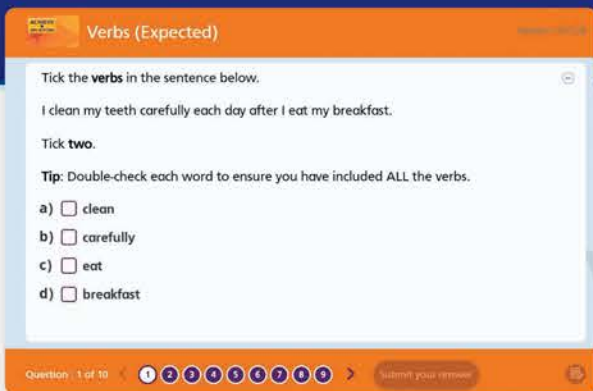 Verbs (Expected)
Tick the verbs in the sentence below.
I clean my teeth carefully each day after I eat my breakfast.
Tick two.
Tip: Double-check each word to ensure you have included ALL the verbs.
a) clean
b) carefully
c) eat
d) breakfast
Question : 1 of 10 < 1 2 3 4 5 6 7 8 9 > Submit your answer